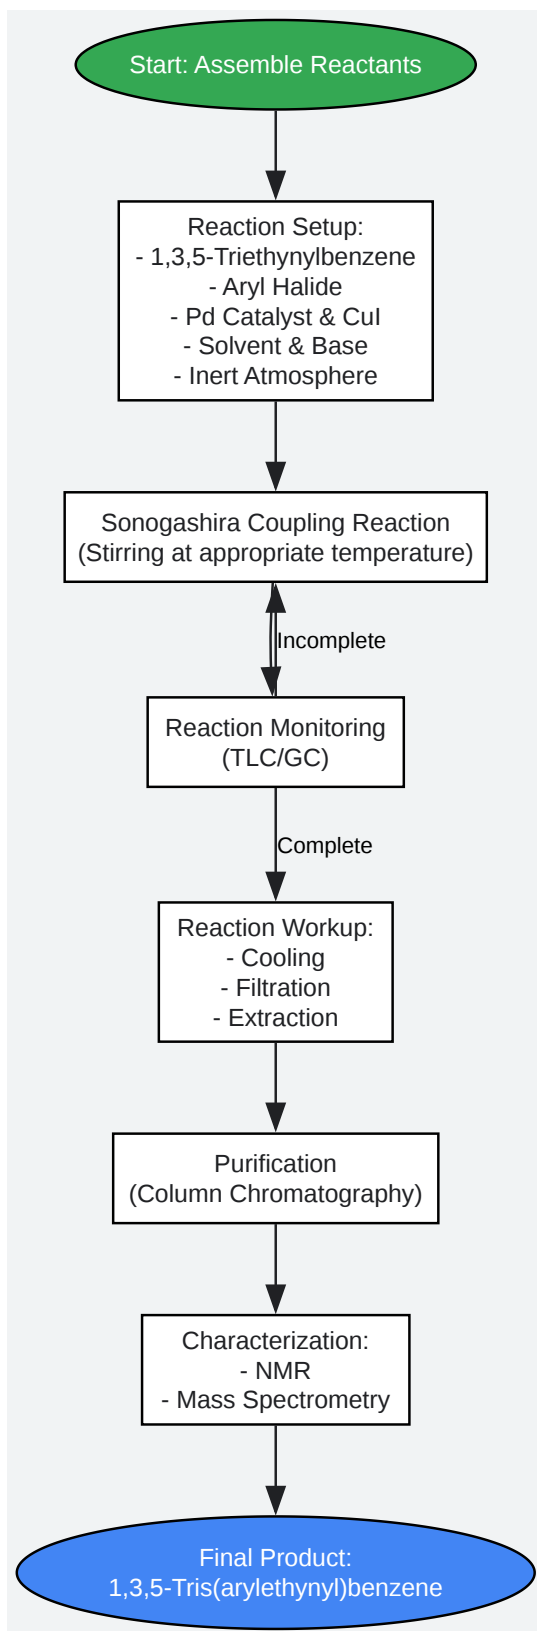 Start: Assemble Reactants
Reaction Setup:
- 1,3,5-Triethynylbenzene
- Aryl Halide
- Pd Catalyst & CuI
- Solvent & Base
- Inert Atmosphere
Sonogashira Coupling Reaction
(Stirring at appropriate temperature)
Incomplete
Reaction Monitoring
(TLC/GC)
Complete
Reaction Workup:
- Cooling
- Filtration
- Extraction
Purification
(Column Chromatography)
Characterization:
- NMR
- Mass Spectrometry
Final Product:
1,3,5-Tris(arylethynyl)benzene